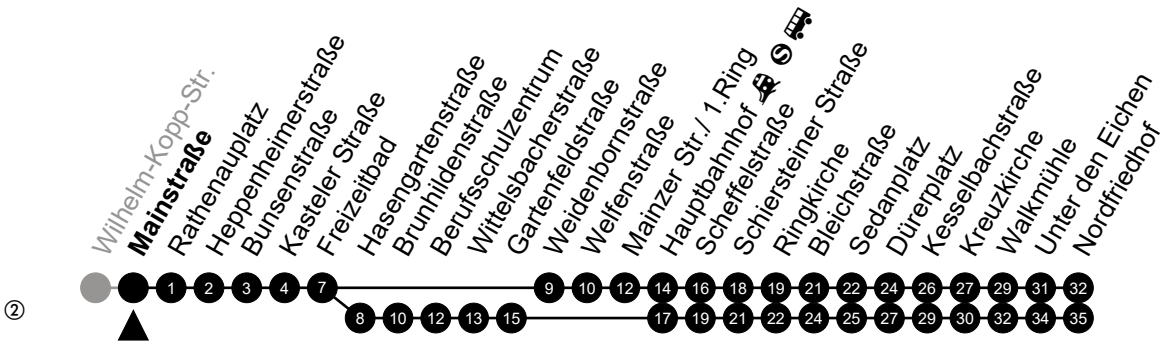 Wilhelm-Kopp-Str.
Mainstraße
Rathenauplatz
Heppenheimerstraße
Bunsenstraße
Kasteler Straße
Freizeitbad
Hasengartenstraße
Brunhildenstraße
Berufsschulzentrum
Wittelsbacherstraße
Gartenfeldstraße
Weidenbornstraße
Welfenstraße
Mainzer Str./ 1.Ring
Hauptbahnhof S
Scheffelstraße
Schiersteiner Straße
Ringkirche
Bleichstraße
Sedanplatz
Dürerplatz
Kesselbachstraße
Kreuzkirche
Walkmühle
Unter den Eichen
Nordfriedhof
1 2 3 4 7 9 10 12 14 16 18 19 21 22 24 26 27 29 31 32
② 8 10 12 13 15 17 19 21 22 24 25 27 29 30 32 34 35